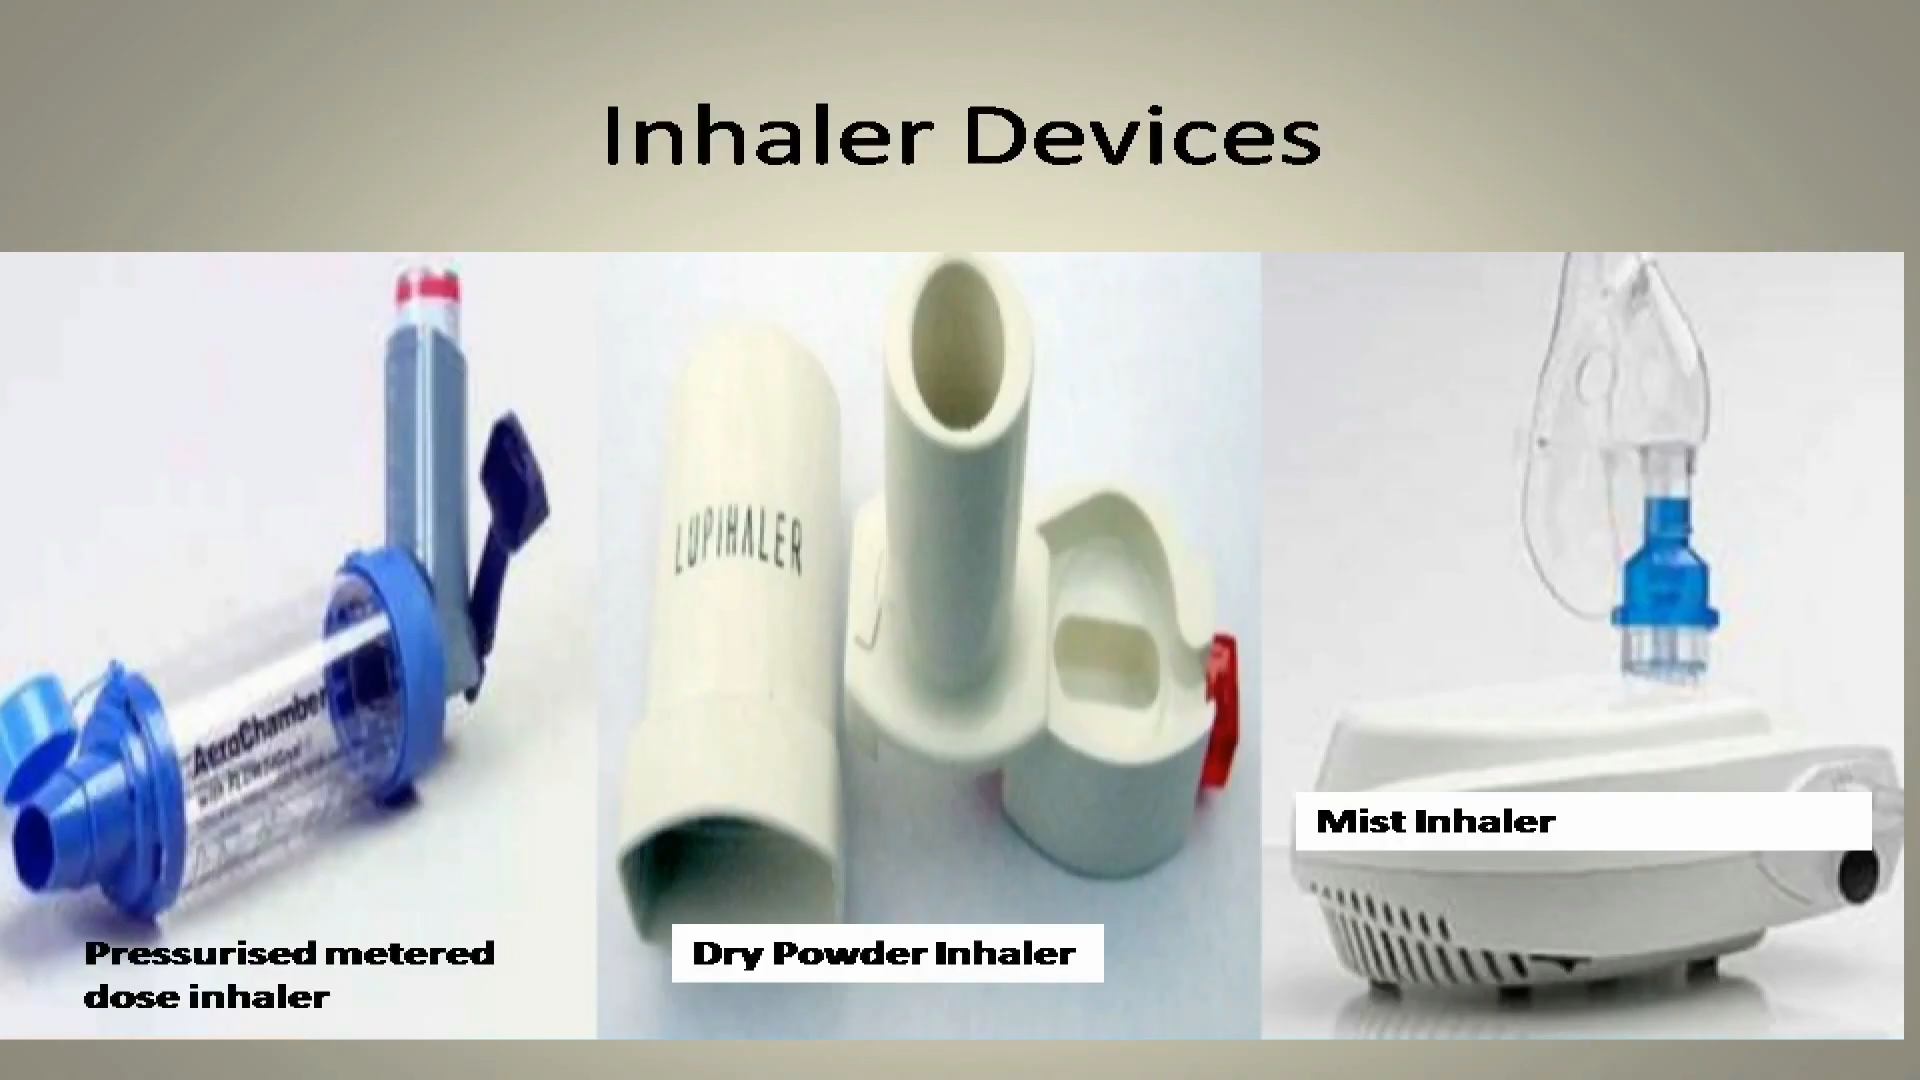 Inhaler Devices
LUPIHALER
AeroChamber
Pressurised metered
dose inhaler
Dry Powder Inhaler
Mist Inhaler